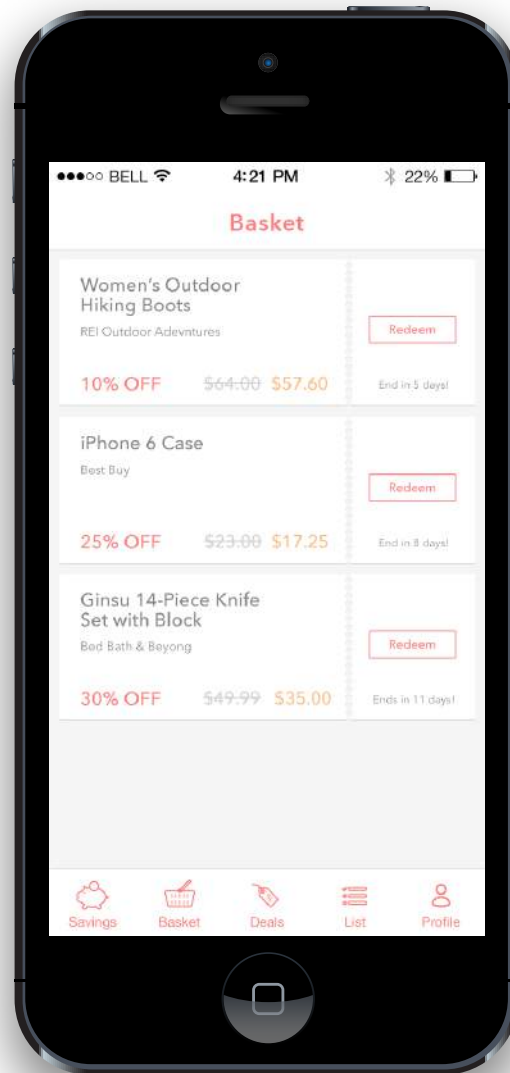 BELL 4:21 PM 22%
Basket
Women's Outdoor
Hiking Boots
REI Outdoor Adevntures
Redeem
10% OFF $64.00 $57.60 End in 5 days!
iPhone 6 Case
Best Buy
Redeem
25% OFF $23.00 $17.25 End in 8 days!
Ginsu 14-Piece Knife
Set with Block
Bed Bath & Beyong
Redeem
30% OFF $49.99 $35.00 Ends in 11 days!
Savings Basket Deals List Profile